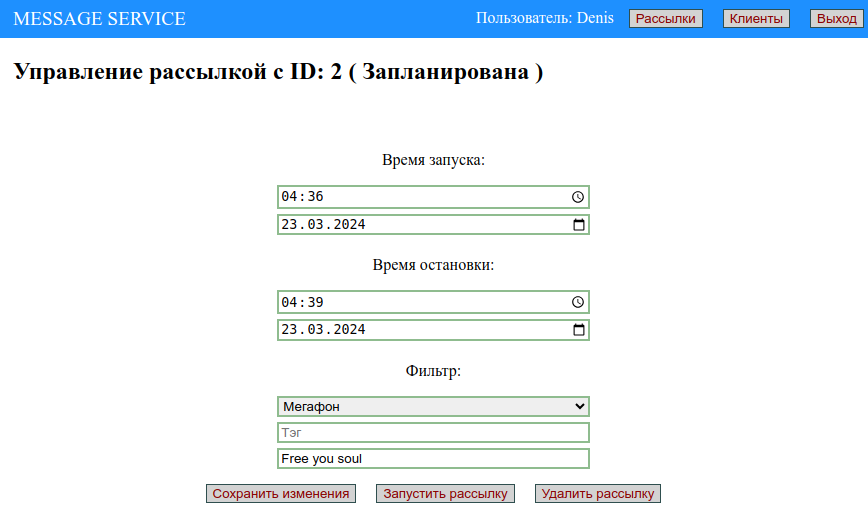 MESSAGE SERVICE Пользователь: Denis Рассылки Клиенты Выход
Управление рассылкой с ID: 2 ( Запланирована )
Время запуска:
04:36
23.03.2024
Время остановки:
04:39
23.03.2024
Фильтр:
Мегафон
Тэг
Free you soul
Сохранить изменения Запустить рассылку Удалить рассылку